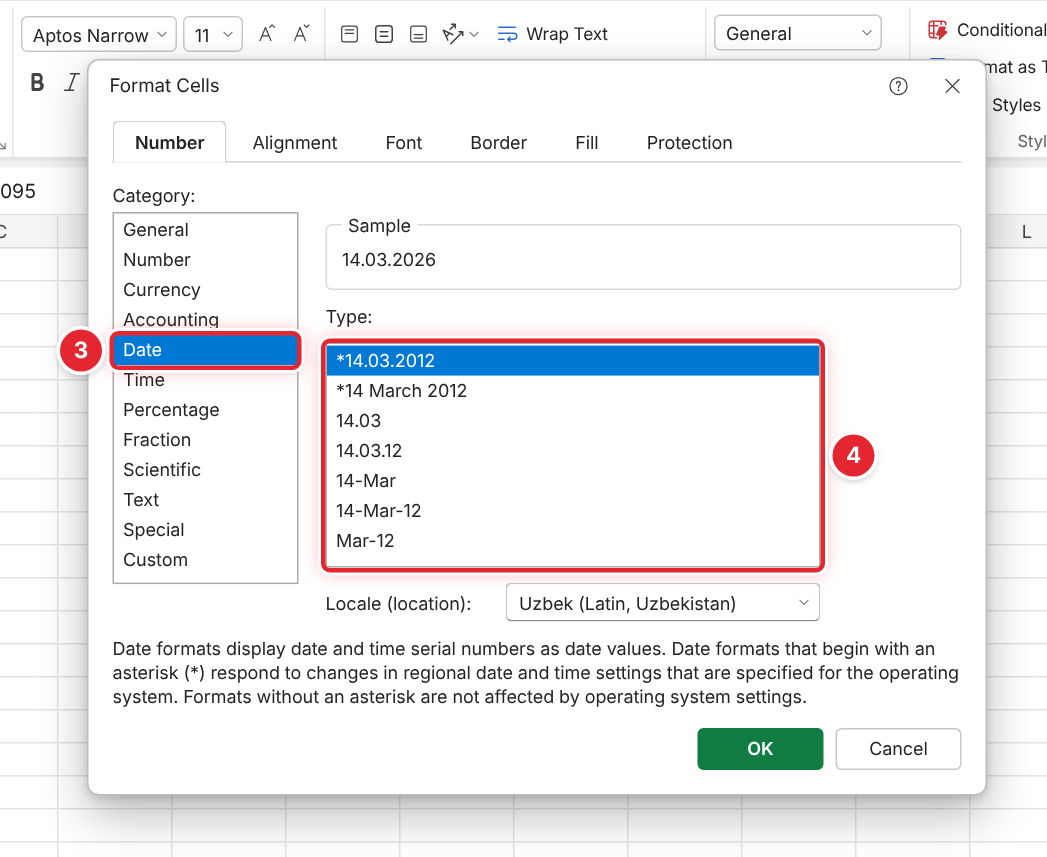 Aptos Narrow
11
A
A
Wrap Text
General
Conditional
B
I
mat as T
Styles
Styl
095
C
L
Format Cells
Number
Alignment
Font
Border
Fill
Protection
Category:
General
Number
Currency
Accounting
Date
Time
Percentage
Fraction
Scientific
Text
Special
Custom
3
Sample
14.03.2026
Type:
*14.03.2012
*14 March 2012
14.03
14.03.12
14-Mar
14-Mar-12
Mar-12
4
Locale (location):
Uzbek (Latin, Uzbekistan)
Date formats display date and time serial numbers as date values. Date formats that begin with an
asterisk (*) respond to changes in regional date and time settings that are specified for the operating
system. Formats without an asterisk are not affected by operating system settings.
OK
Cancel